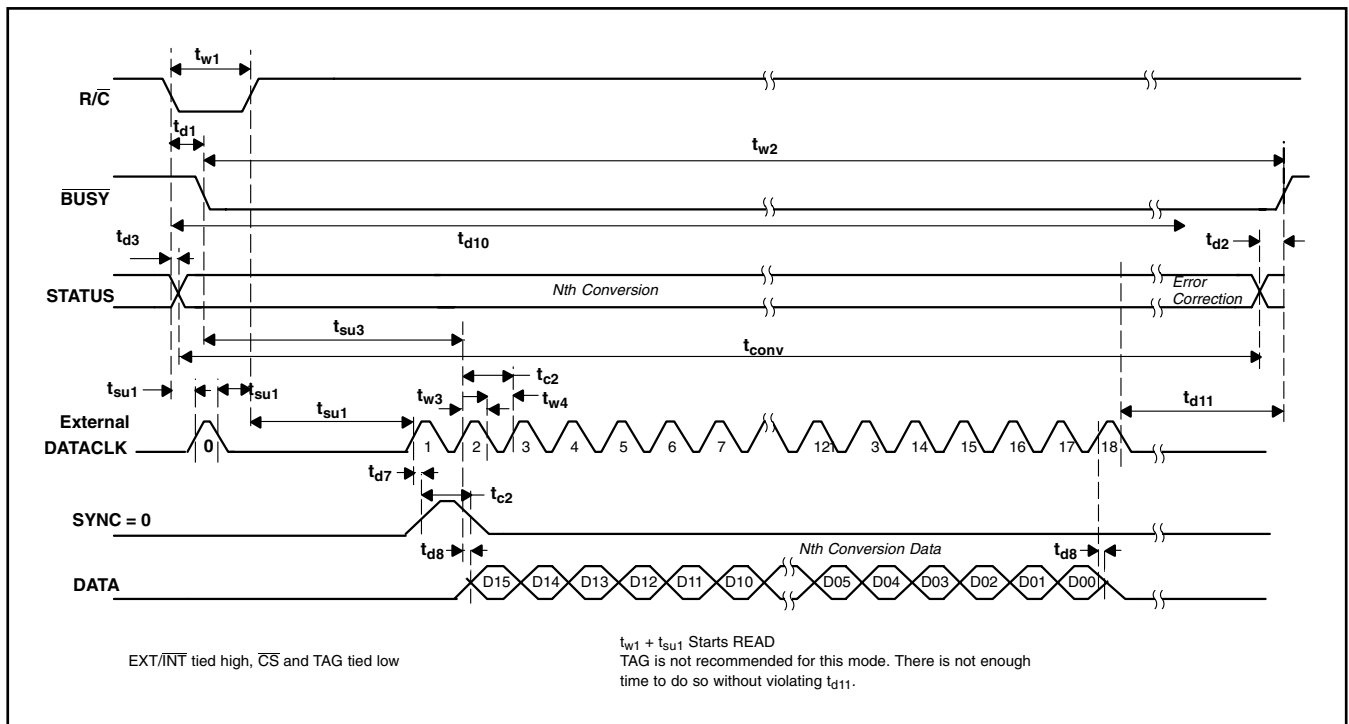 tw1
R/C̅
td1
tw2
B̅U̅S̅Y̅
td3
td10
td2
STATUS
Nth Conversion
Error
Correction
tsu3
tconv
tsu1
tsu1
tc2
tw3
tw4
tsu1
td11
External
DATACLK
0 1 2 3 4 5 6 7 12 3 14 15 16 17 18
td7
tc2
SYNC = 0
td8
Nth Conversion Data
td8
DATA
D15 D14 D13 D12 D11 D10 D05 D04 D03 D02 D01 D00
EXT/I̅N̅T̅ tied high, C̅S̅ and TAG tied low
tw1 + tsu1 Starts READ
TAG is not recommended for this mode. There is not enough
time to do so without violating td11.